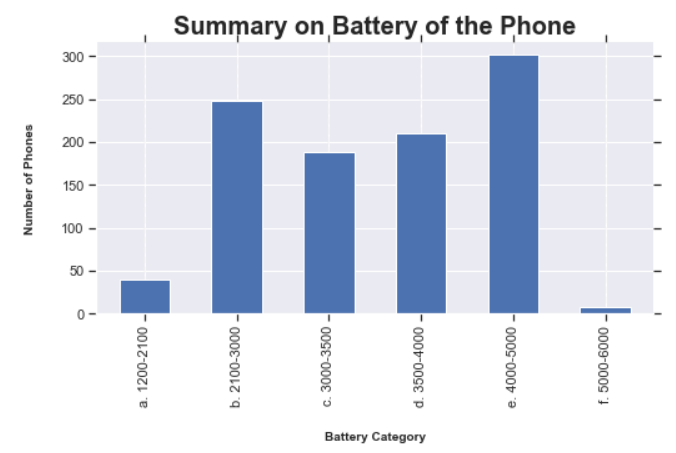 Summary on Battery of the Phone
Number of Phones
300
250
200
150
100
50
0
a. 1200-2100
b. 2100-3000
c. 3000-3500
d. 3500-4000
e. 4000-5000
f. 5000-6000
Battery Category